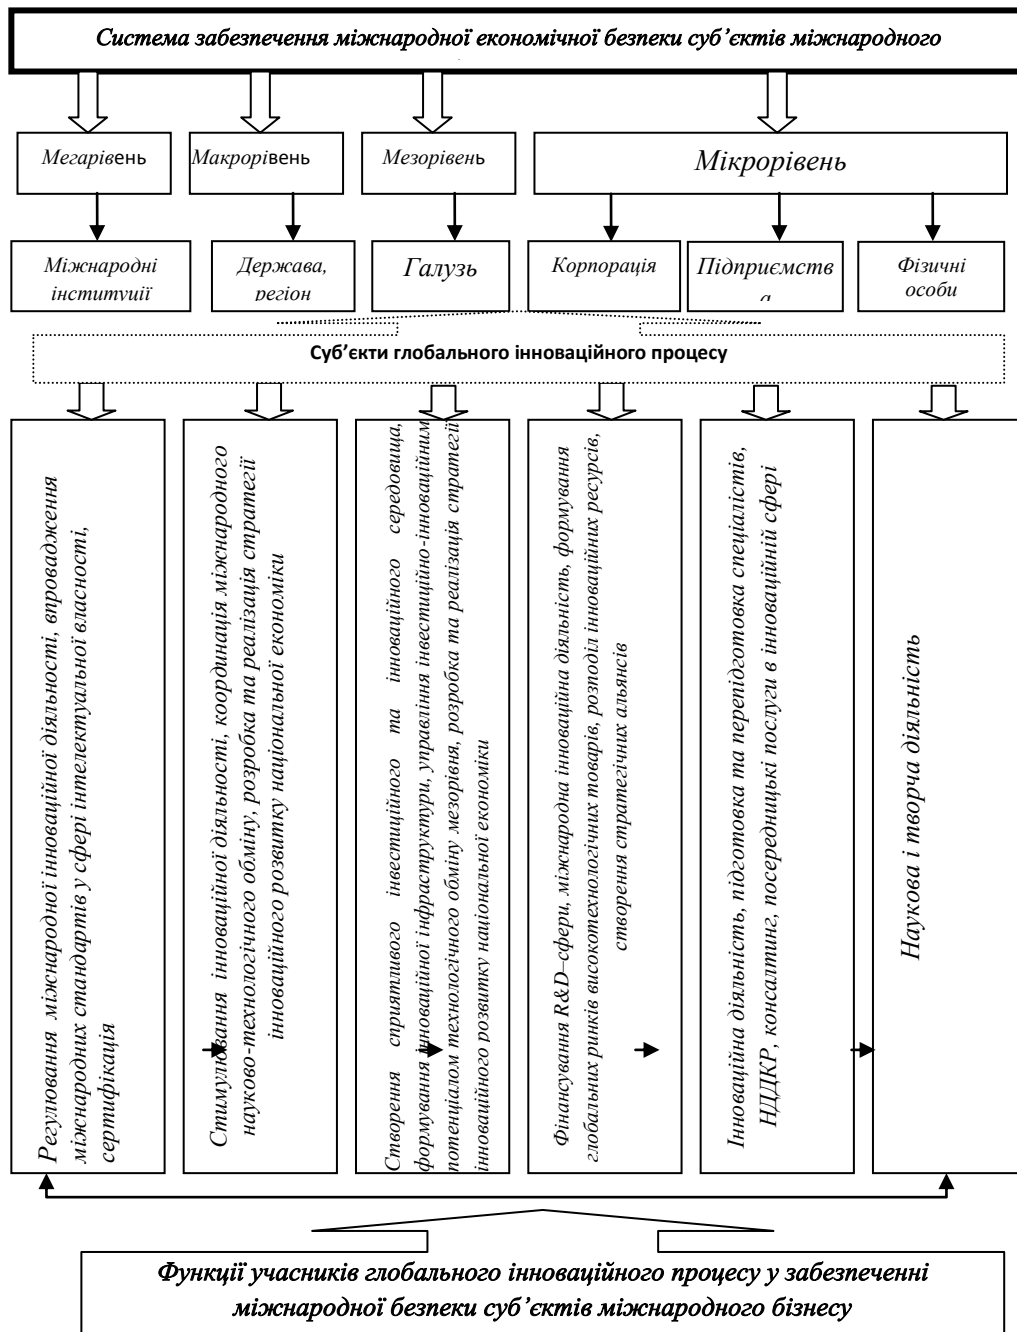 Система забезпечення міжнародної економічної безпеки суб’єктів міжнародного
Мегарівень
Макрорівень
Мезорівень
Мікрорівень
Міжнародні
інституції
Держава,
регіон
Галузь
Корпорація
Підприємств
а
Фізичні
особи
Суб’єкти глобального інноваційного процесу
Регулювання міжнародної інноваційної діяльності, впровадження
міжнародних стандартів у сфері інтелектуальної власності,
сертифікація
Стимулювання інноваційної діяльності, координація міжнародного
науково-технологічного обміну, розробка та реалізація стратегії
інноваційного розвитку національної економіки
Створення сприятливого інвестиційного та інноваційного середовища,
формування інноваційної інфраструктури, управління інвестиційно-інноваційним
потенціалом технологічного обміну мезорівня, розробка та реалізація стратегії
інноваційного розвитку національної економіки
Фінансування R&D–сфери, міжнародна інноваційна діяльність, формування
глобальних ринків високотехнологічних товарів, розподіл інноваційних ресурсів,
створення стратегічних альянсів
Інноваційна діяльність, підготовка та перепідготовка спеціалістів,
НДДКР, консалтинг, посередницькі послуги в інноваційній сфері
Наукова і творча діяльність
Функції учасників глобального інноваційного процесу у забезпеченні
міжнародної безпеки суб’єктів міжнародного бізнесу